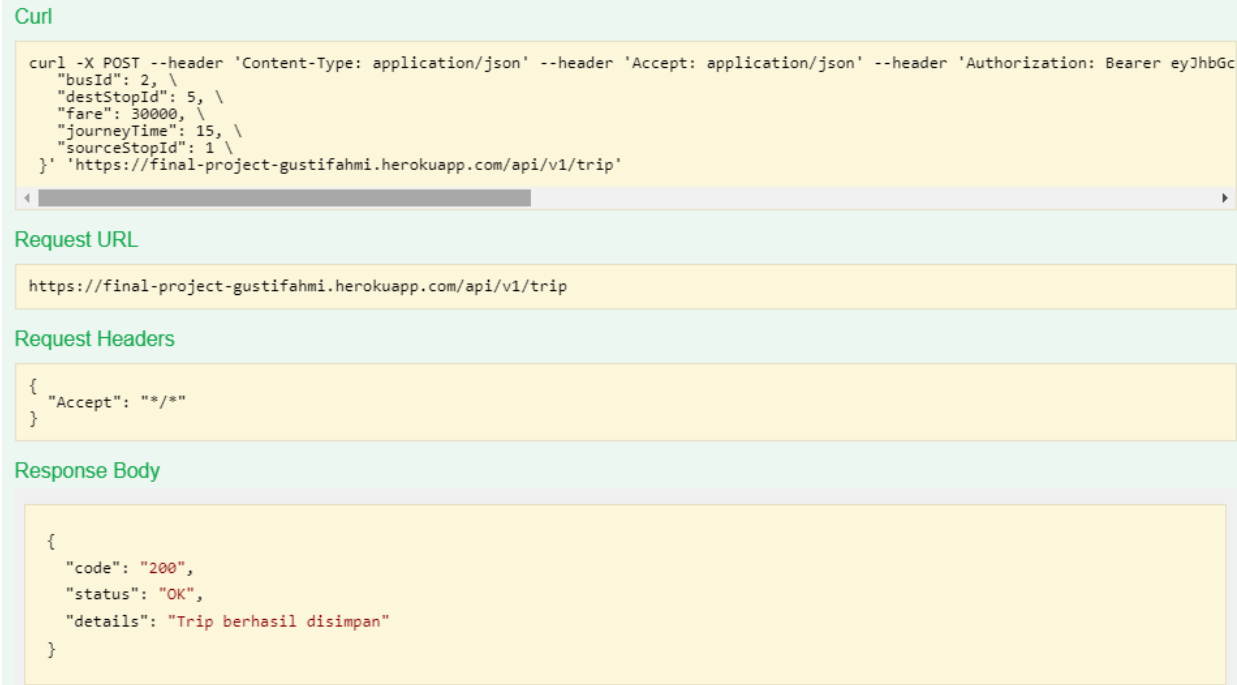 Curl
curl -X POST --header 'Content-Type: application/json' --header 'Accept: application/json' --header 'Authorization: Bearer eyJhbGc
"busId": 2, \
"destStopId": 5, \
"fare": 30000, \
"journeyTime": 15, \
"sourceStopId": 1 \
}' 'https://final-project-gustifahmi.herokuapp.com/api/v1/trip'
Request URL
https://final-project-gustifahmi.herokuapp.com/api/v1/trip
Request Headers
{
"Accept": "*/*"
}
Response Body
{
"code": "200",
"status": "OK",
"details": "Trip berhasil disimpan"
}